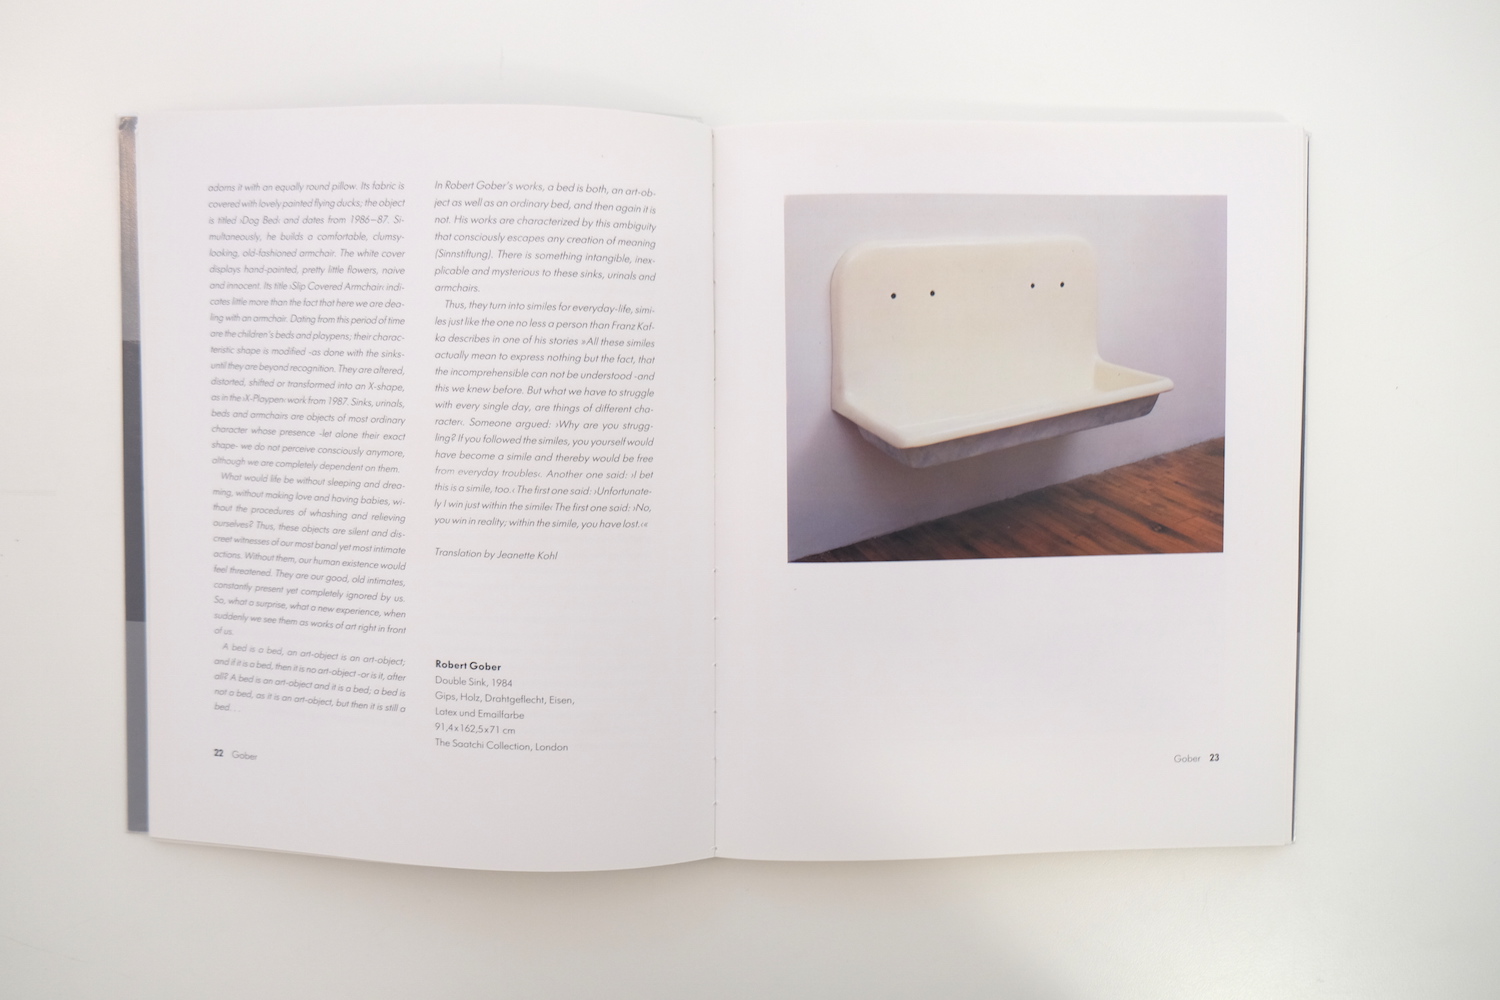 adorns it with an equally round pillow. Its fabric is
covered with lovely painted flying ducks; the object
is titled ›Dog Bed‹ and dates from 1986–87. Si-
multaneously, he builds a comfortable, clumsy-
looking, old-fashioned armchair. The white cover
displays hand-painted, pretty little flowers, naive
and innocent. Its title ›Slip Covered Armchair‹ indi-
cates little more than the fact that here we are dea-
ling with an armchair. Dating from this period of time
are the children's beds and playpens; their charac-
teristic shape is modified -as done with the sinks-
until they are beyond recognition. They are altered,
distorted, shifted or transformed into an X-shape,
as in the ›X-Playpen‹ work from 1987. Sinks, urinals,
beds and armchairs are objects of most ordinary
character whose presence -let alone their exact
shape- we do not perceive consciously anymore,
although we are completely dependent on them.
What would life be without sleeping and drea-
ming, without making love and having babies, wi-
thout the procedures of whashing and relieving
ourselves? Thus, these objects are silent and dis-
creet witnesses of our most banal yet most intimate
actions. Without them, our human existence would
feel threatened. They are our good, old intimates,
constantly present yet completely ignored by us.
So, what a surprise, what a new experience, when
suddenly we see them as works of art right in front
of us.
A bed is a bed, an art-object is an art-object;
and if it is a bed, then it is no art-object -or is it, after
all? A bed is an art-object and it is a bed; a bed is
not a bed, as it is an art-object, but then it is still a
bed . . .
22 Gober
In Robert Gober's works, a bed is both, an art-ob-
ject as well as an ordinary bed, and then again it is
not. His works are characterized by this ambiguity
that consciously escapes any creation of meaning
(Sinnstiftung). There is something intangible, inex-
plicable and mysterious to these sinks, urinals and
armchairs.
Thus, they turn into similes for everyday-life, simi-
les just like the one no less a person than Franz Kaf-
ka describes in one of his stories »All these similes
actually mean to express nothing but the fact, that
the incomprehensible can not be understood -and
this we knew before. But what we have to struggle
with every single day, are things of different cha-
racter‹. Someone argued: ›Why are you strugg-
ling? If you followed the similes, you yourself would
have become a simile and thereby would be free
from everyday troubles‹. Another one said: ›I bet
this is a simile, too.‹ The first one said: ›Unfortunate-
ly I win just within the simile‹ The first one said: ›No,
you win in reality; within the simile, you have lost.‹«
Translation by Jeanette Kohl
Robert Gober
Double Sink, 1984
Gips, Holz, Drahtgeflecht, Eisen,
Latex und Emailfarbe
91,4x162,5x71 cm
The Saatchi Collection, London
Gober 23